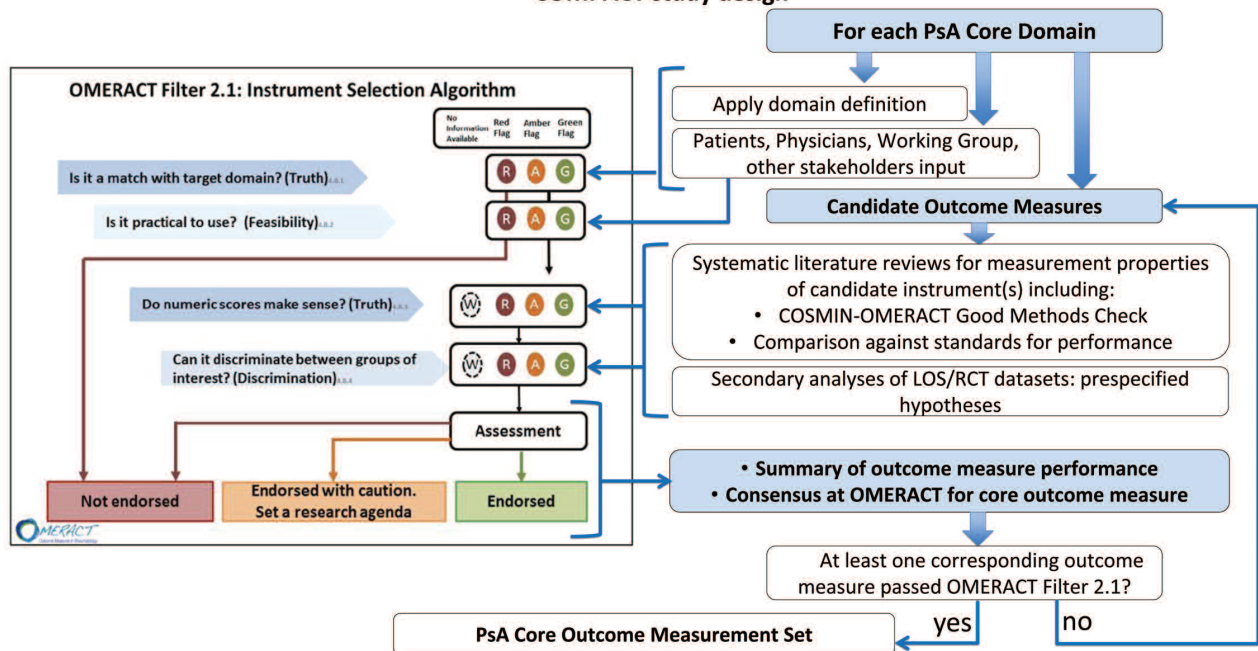 For each PsA Core Domain
OMERACT Filter 2.1: Instrument Selection Algorithm
No
Information
Available
Red
Flag
Amber
Flag
Green
Flag
Is it a match with target domain? (Truth)
R A G
Is it practical to use? (Feasibility)
R A G
Do numeric scores make sense? (Truth)
W R A G
Can it discriminate between groups of
interest? (Discrimination)
W R A G
Assessment
Not endorsed
Endorsed with caution.
Set a research agenda
Endorsed
OMERACT
Apply domain definition
Patients, Physicians, Working Group,
other stakeholders input
Candidate Outcome Measures
Systematic literature reviews for measurement properties
of candidate instrument(s) including:
• COSMIN-OMERACT Good Methods Check
• Comparison against standards for performance
Secondary analyses of LOS/RCT datasets: prespecified
hypotheses
• Summary of outcome measure performance
• Consensus at OMERACT for core outcome measure
At least one corresponding outcome
measure passed OMERACT Filter 2.1?
yes
no
PsA Core Outcome Measurement Set